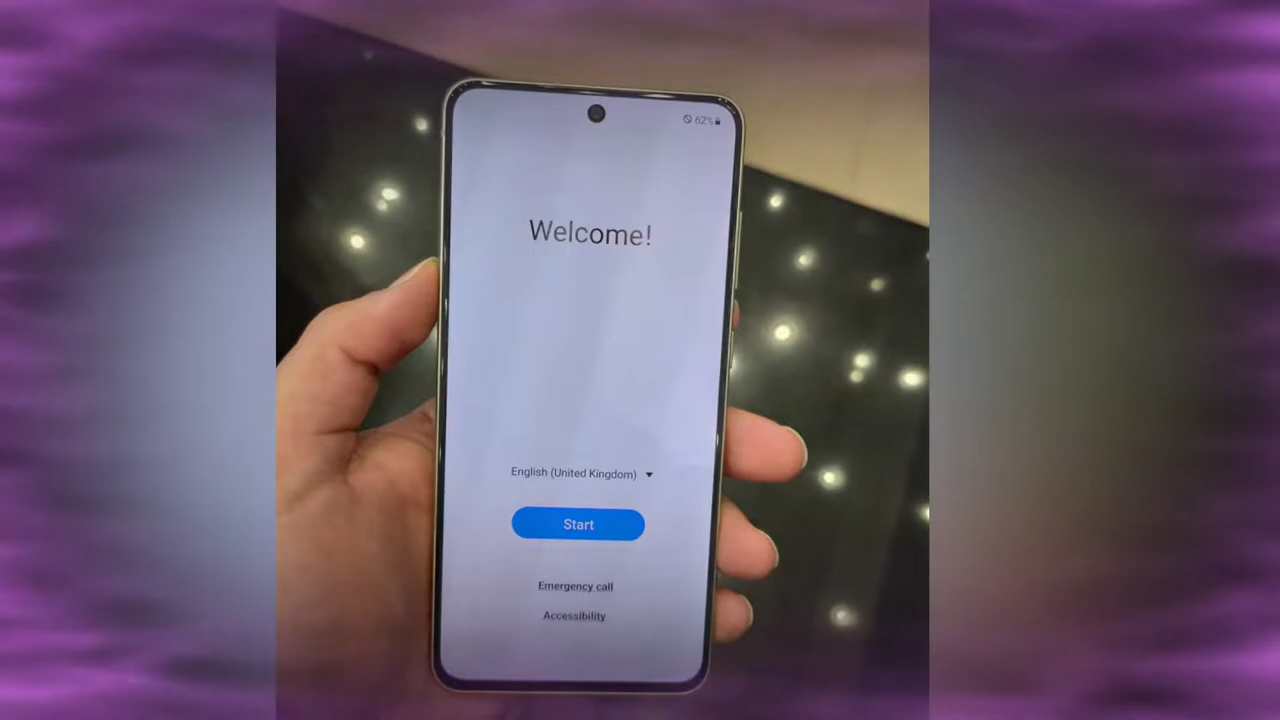 62%
Welcome!
English (United Kingdom)
Start
Emergency call
Accessibility